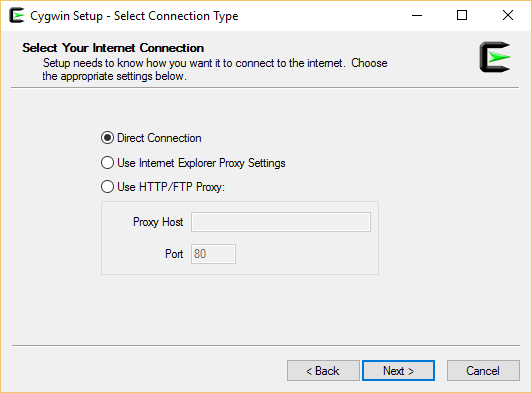 Cygwin Setup - Select Connection Type
Select Your Internet Connection
Setup needs to know how you want it to connect to the internet.  Choose
the appropriate settings below.
Direct Connection
Use Internet Explorer Proxy Settings
Use HTTP/FTP Proxy:
Proxy Host
Port 80
< Back Next > Cancel